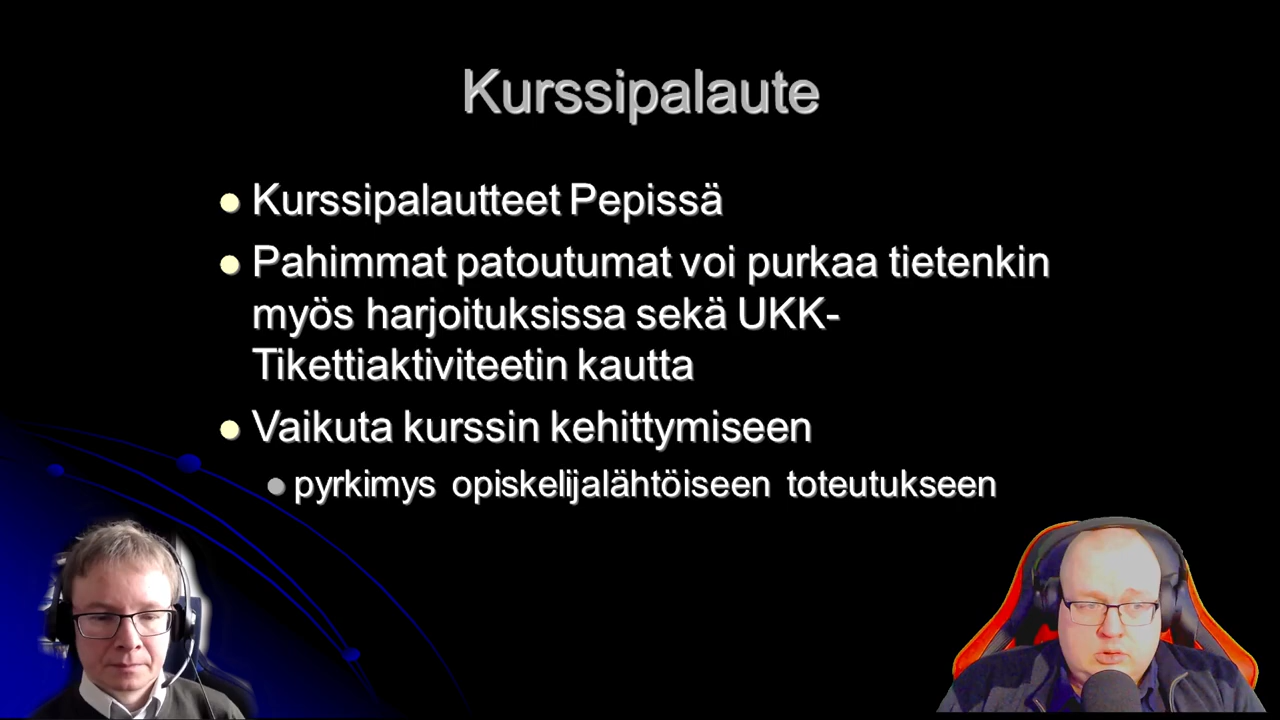 Kurssipalaute
Kurssipalautteet Pepissä
Pahimmat patoutumat voi purkaa tietenkin
myös harjoituksissa sekä UKK-
Tikettiaktiviteetin kautta
Vaikuta kurssin kehittymiseen
pyrkimys opiskelijalähtöiseen toteutukseen